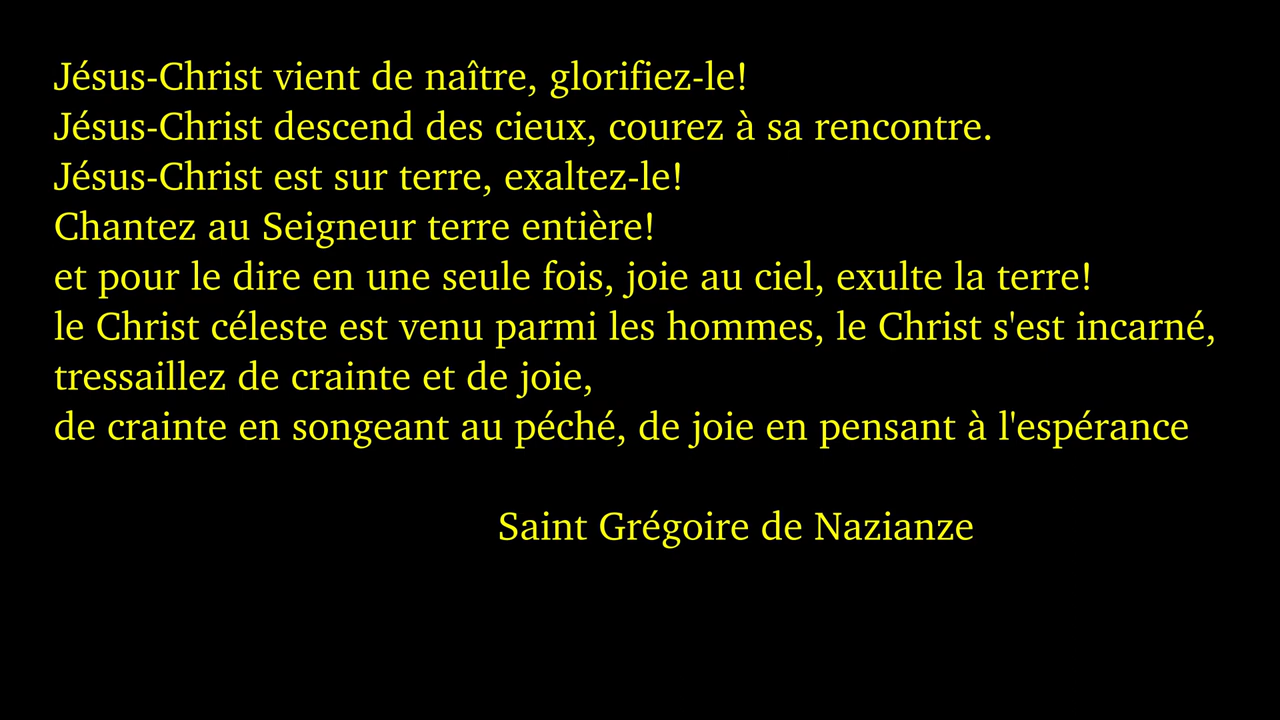 Jésus-Christ vient de naître, glorifiez-le!
Jésus-Christ descend des cieux, courez à sa rencontre.
Jésus-Christ est sur terre, exaltez-le!
Chantez au Seigneur terre entière!
et pour le dire en une seule fois, joie au ciel, exulte la terre!
le Christ céleste est venu parmi les hommes, le Christ s'est incarné,
tressaillez de crainte et de joie,
de crainte en songeant au péché, de joie en pensant à l'espérance
Saint Grégoire de Nazianze